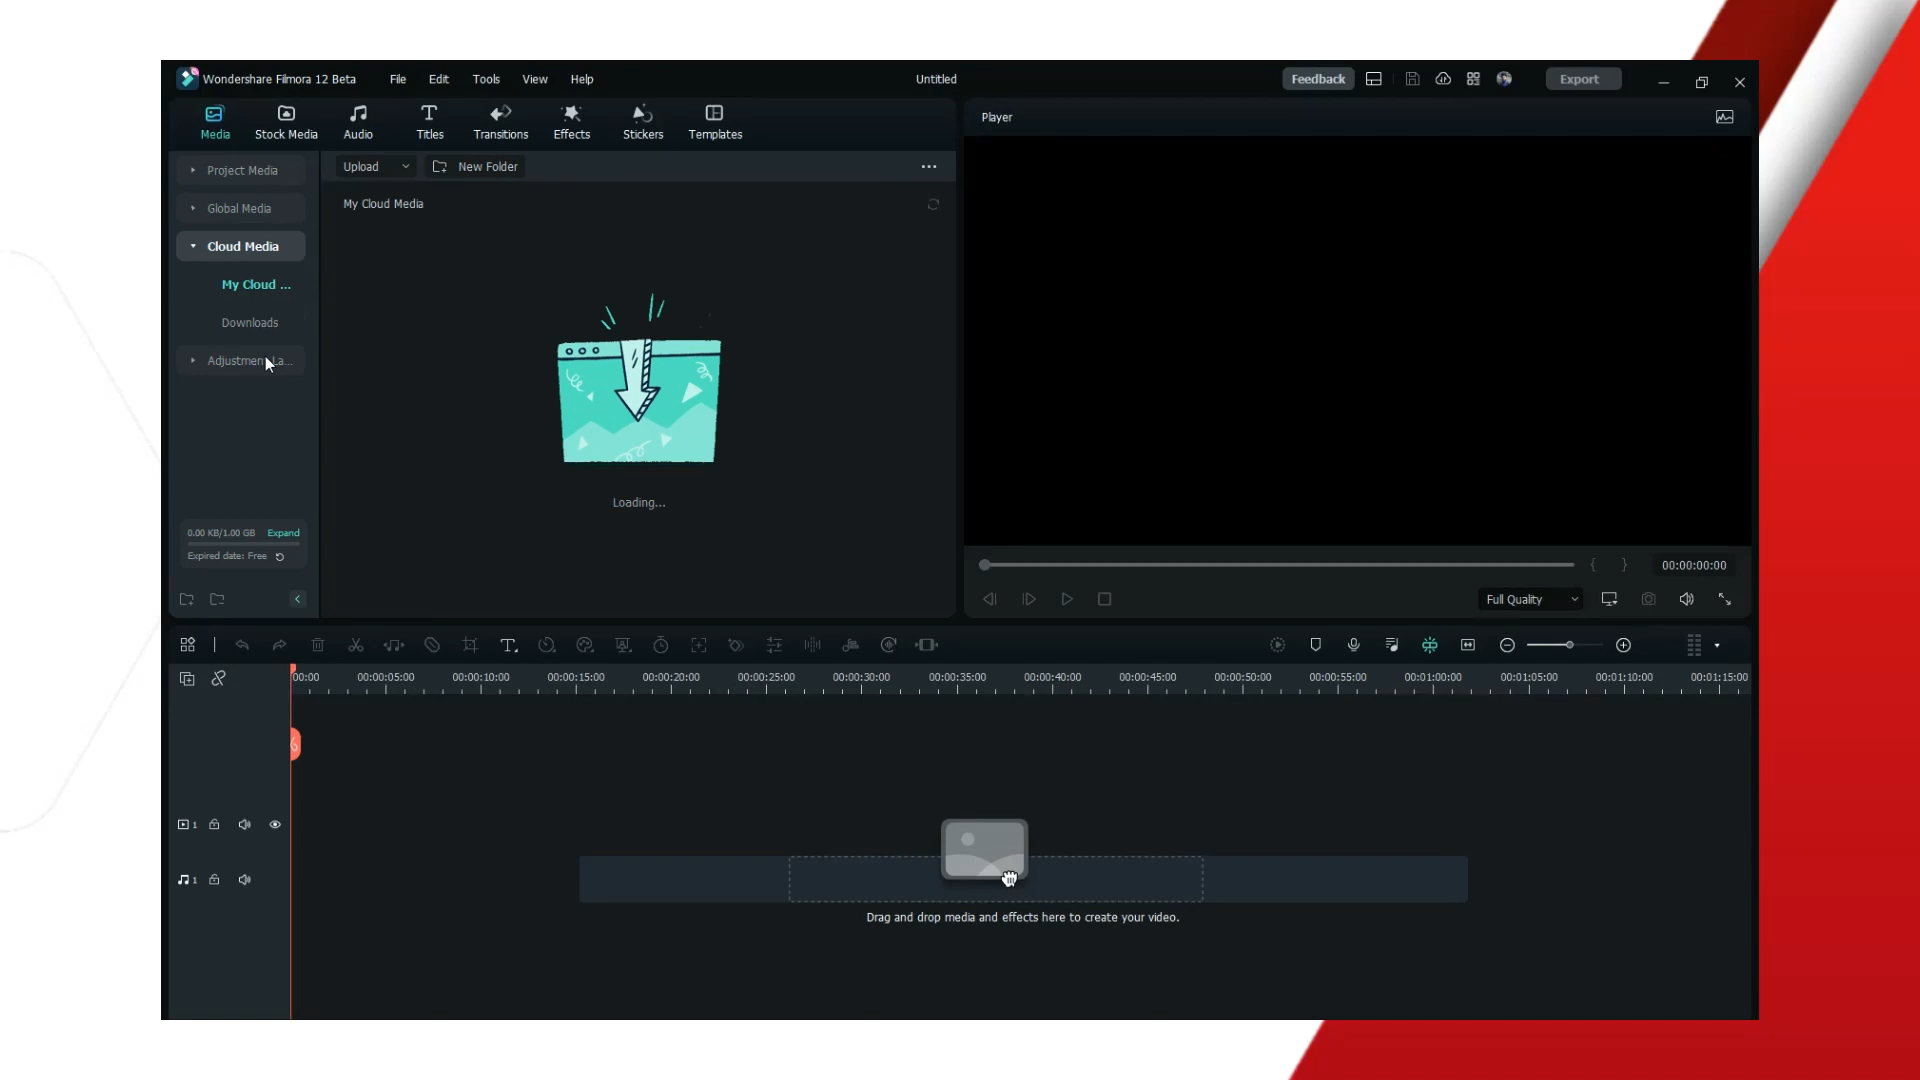 Wondershare Filmora 12 Beta
File
Edit
Tools
View
Help
Untitled
Feedback
Export
Media
Stock Media
Audio
Titles
Transitions
Effects
Stickers
Templates
Player
Project Media
Global Media
Cloud Media
My Cloud ...
Downloads
Upload
New Folder
My Cloud Media
Loading...
0.00 KB/1.00 GB
Expand
Expired date: Free
00:00:00:00
Full Quality
00:00
00:00:05:00
00:00:10:00
00:00:15:00
00:00:20:00
00:00:25:00
00:00:30:00
00:00:35:00
00:00:40:00
00:00:45:00
00:00:50:00
00:00:55:00
00:01:00:00
00:01:05:00
00:01:10:00
00:01:15:00
1
1
Drag and drop media and effects here to create your video.